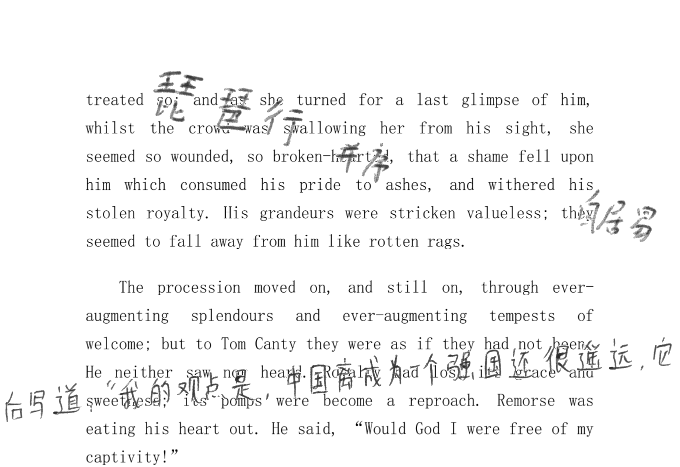 treated so; and as she turned for a last glimpse of him,
琵琶行
whilst the crowd was swallowing her from his sight, she
seemed so wounded, so broken-hearted, that a shame fell upon
并序
him which consumed his pride to ashes, and withered his
stolen royalty. His grandeurs were stricken valueless; they
白居易
seemed to fall away from him like rotten rags.
The procession moved on, and still on, through ever-
augmenting splendours and ever-augmenting tempests of
welcome; but to Tom Canty they were as if they had not been.
He neither saw nor heard. Royalty had lost its grace and
台写道:“我的观点是,中国离成为一个强国还很遥远,它
sweetness; its pomps were become a reproach. Remorse was
eating his heart out. He said, “Would God I were free of my
captivity!”